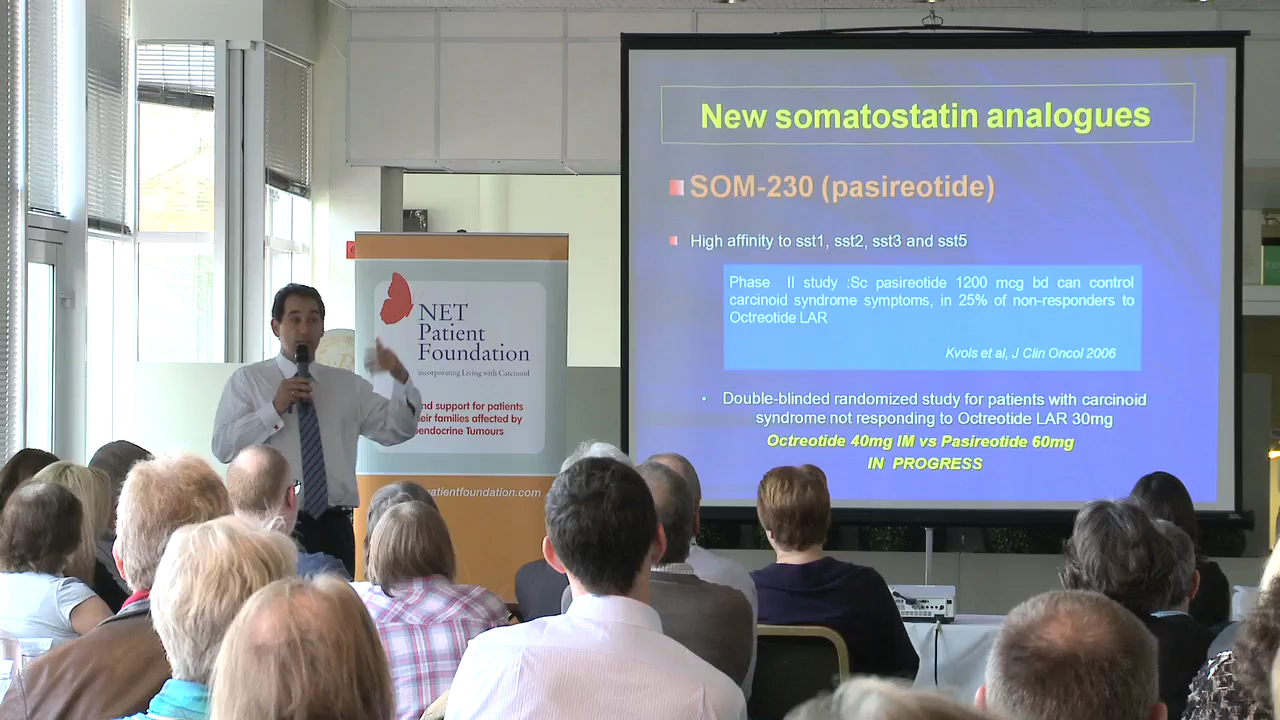 New somatostatin analogues
SOM-230 (pasireotide)
High affinity to sst1, sst2, sst3 and sst5
Phase II study :Sc pasireotide 1200 mcg bd can control
carcinoid syndrome symptoms, in 25% of non-responders to
Octreotide LAR
Kvols et al, J Clin Oncol 2006
Double-blinded randomized study for patients with carcinoid
syndrome not responding to Octreotide LAR 30mg
Octreotide 40mg IM vs Pasireotide 60mg
IN PROGRESS
NET
Patient
Foundation
incorporating Living with Carcinoid
nd support for patients
eir families affected by
endocrine Tumours
patientfoundation.com